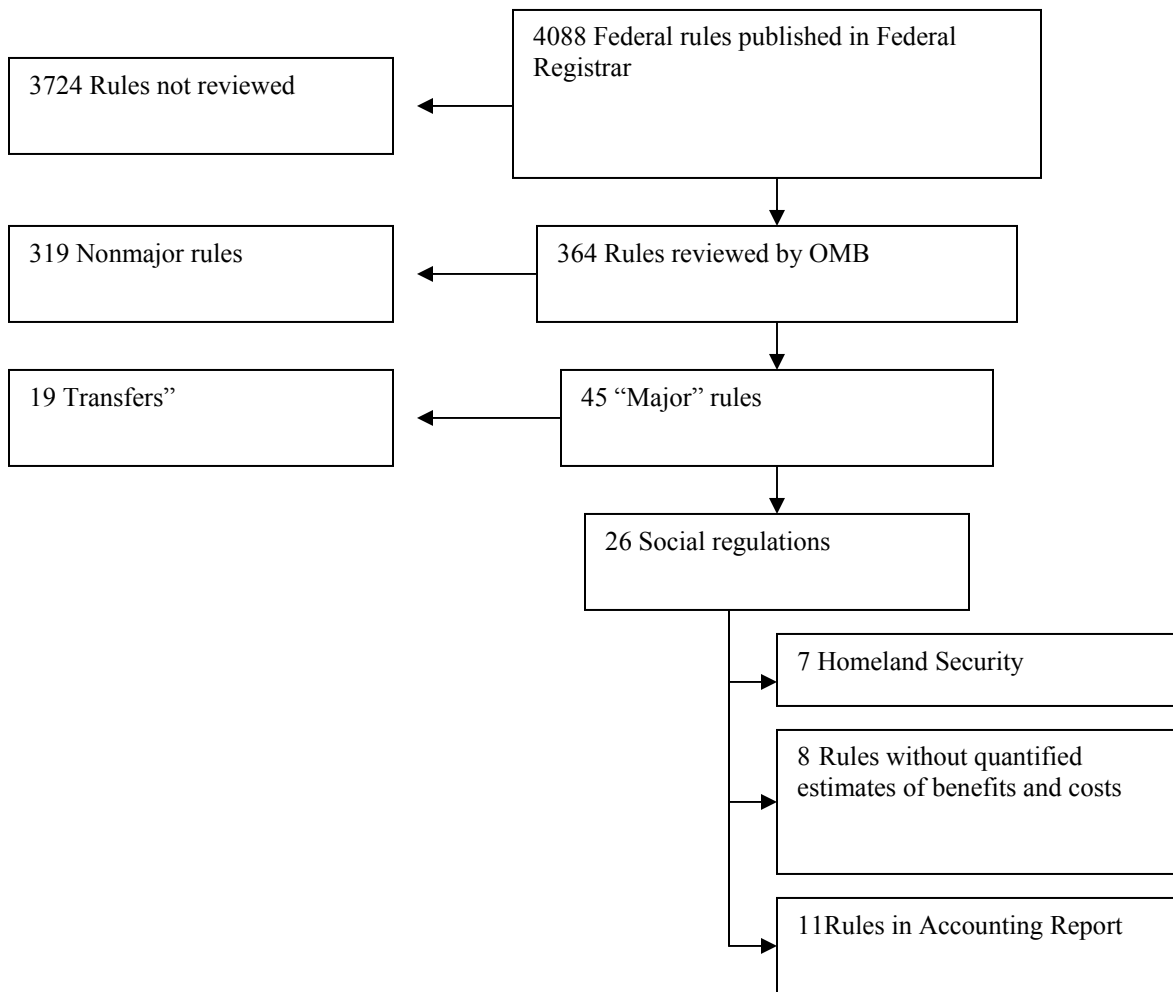 4088 Federal rules published in Federal
Registrar
3724 Rules not reviewed
364 Rules reviewed by OMB
319 Nonmajor rules
45 “Major” rules
19 Transfers”
26 Social regulations
7 Homeland Security
8 Rules without quantified
estimates of benefits and costs
11Rules in Accounting Report